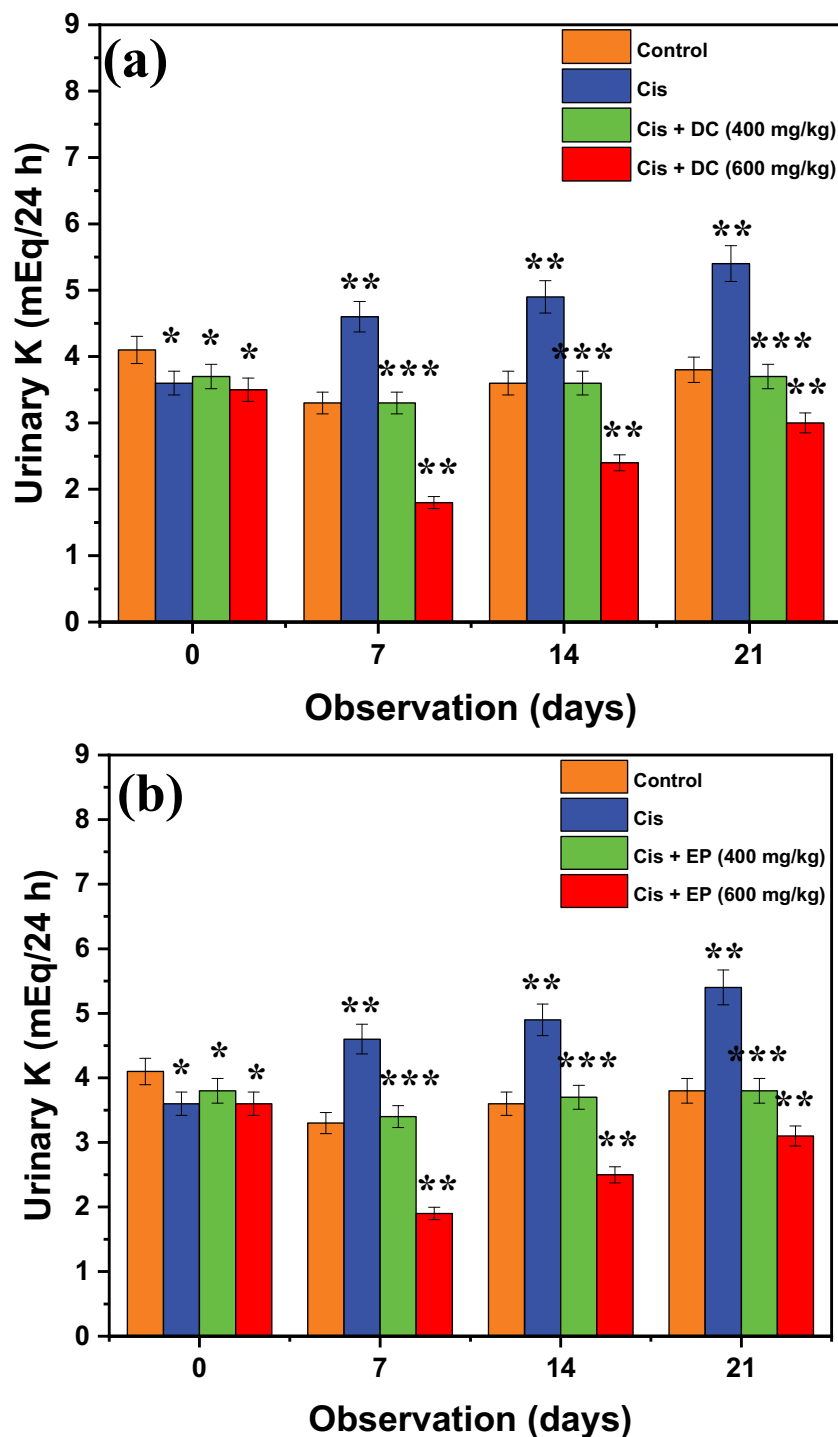 (a)
Control
Cis
Cis + DC (400 mg/kg)
Cis + DC (600 mg/kg)
Urinary K (mEq/24 h)
9
8
7
6
5
4
3
2
1
0
** ** **
* * * *** *** ***
** ** **
0 7 14 21
Observation (days)
(b)
Control
Cis
Cis + EP (400 mg/kg)
Cis + EP (600 mg/kg)
Urinary K (mEq/24 h)
9
8
7
6
5
4
3
2
1
0
** ** **
* * * *** *** ***
** ** **
0 7 14 21
Observation (days)